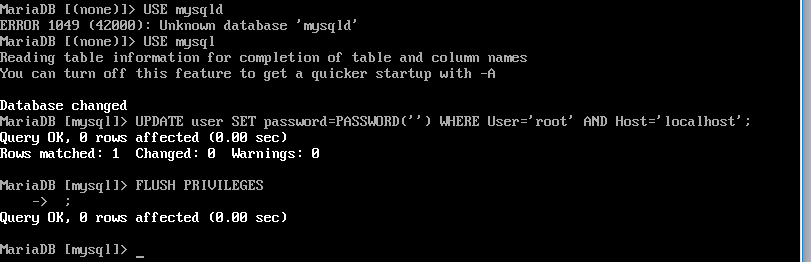 MariaDB [(none)]> USE mysqld
ERROR 1049 (42000): Unknown database 'mysqld'
MariaDB [(none)]> USE mysql
Reading table information for completion of table and column names
You can turn off this feature to get a quicker startup with -A
Database changed
MariaDB [mysql]> UPDATE user SET password=PASSWORD('') WHERE User='root' AND Host='localhost';
Query OK, 0 rows affected (0.00 sec)
Rows matched: 1  Changed: 0  Warnings: 0
MariaDB [mysql]> FLUSH PRIVILEGES
    ->  ;
Query OK, 0 rows affected (0.00 sec)
MariaDB [mysql]> _